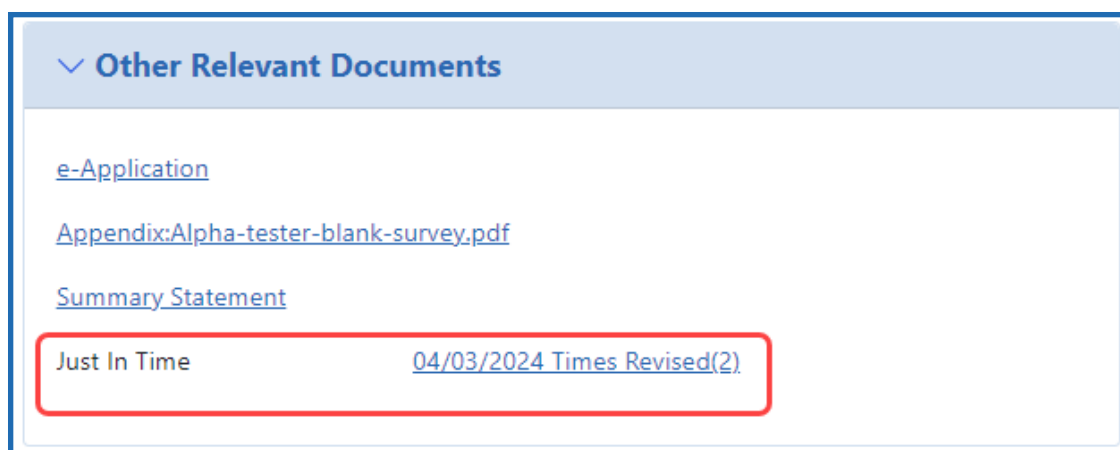 Other Relevant Documents
e-Application
Appendix:Alpha-tester-blank-survey.pdf
Summary Statement
Just In Time 04/03/2024 Times Revised(2)